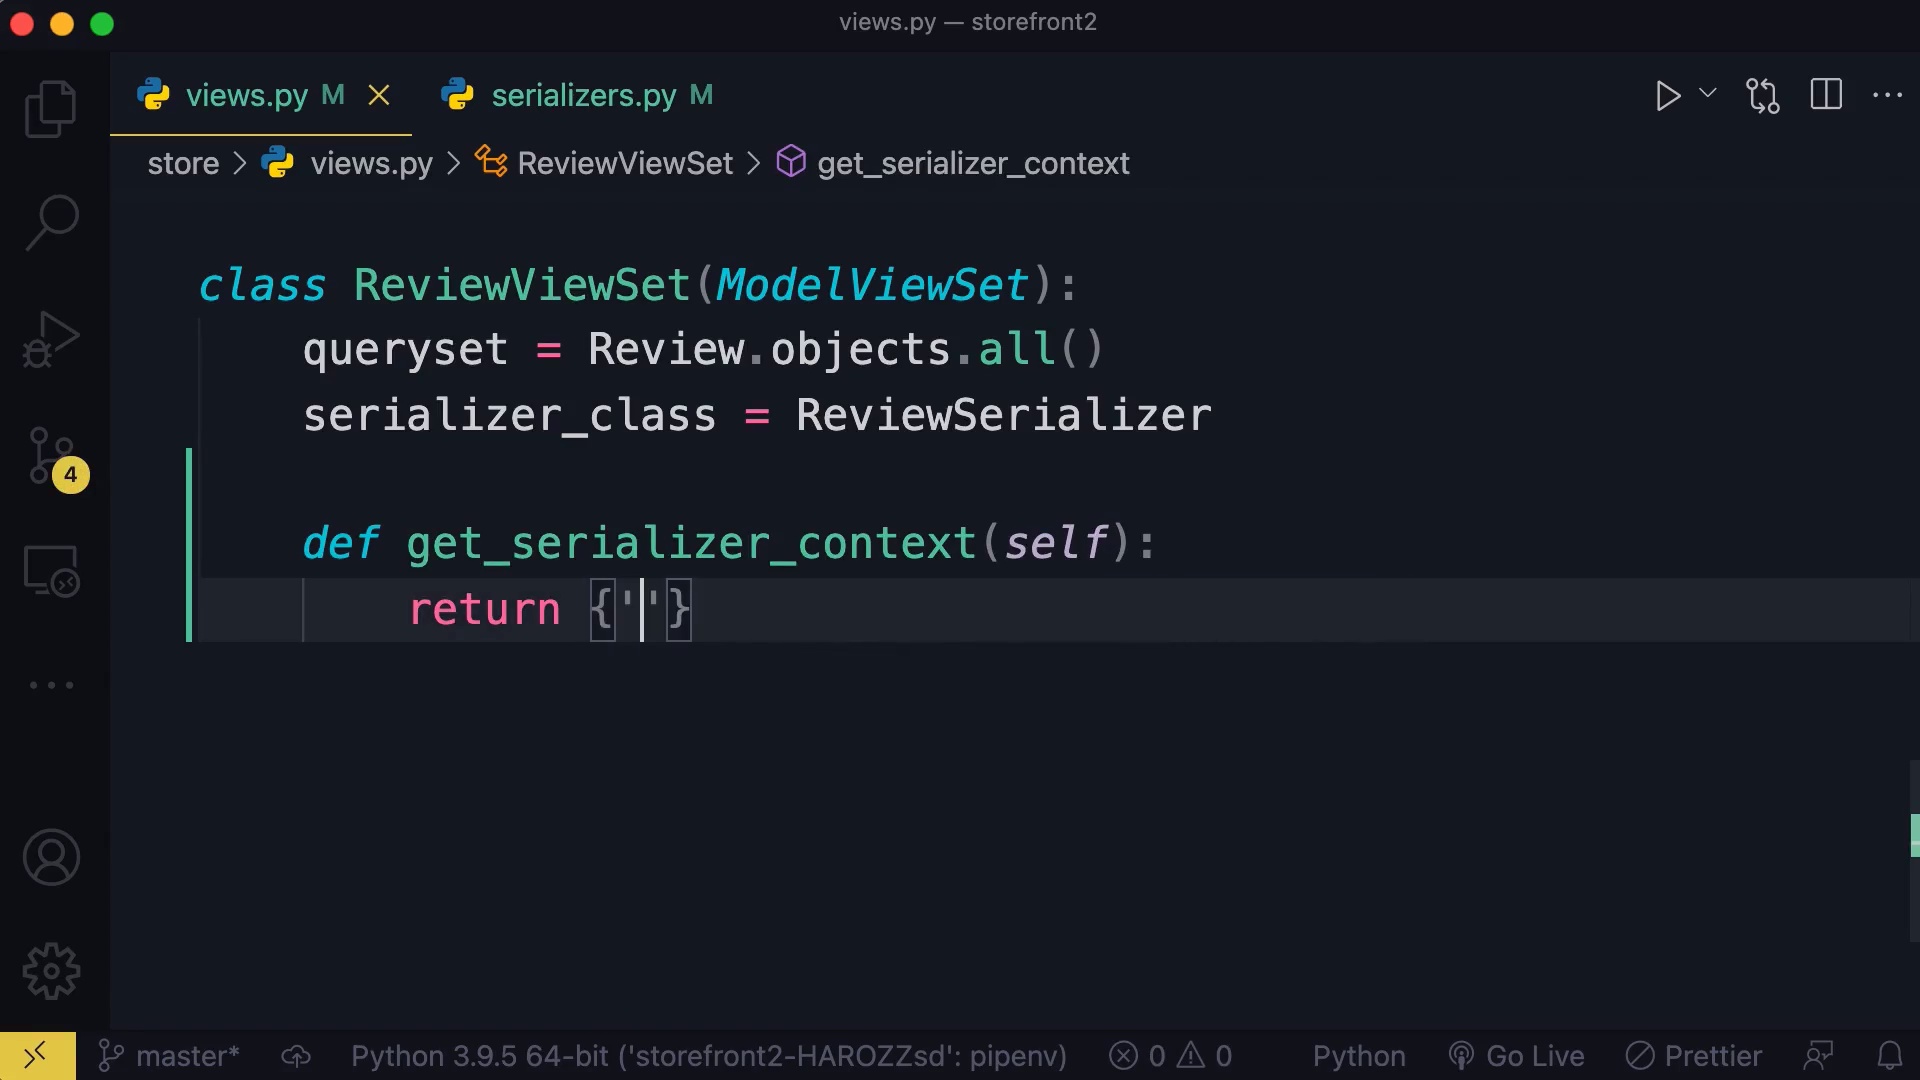 views.py — storefront2
views.py M serializers.py M
store > views.py > ReviewViewSet > get_serializer_context
class ReviewViewSet(ModelViewSet):
queryset = Review.objects.all()
serializer_class = ReviewSerializer
def get_serializer_context(self):
return {''}
4
master* Python 3.9.5 64-bit ('storefront2-HAROZZsd': pipenv) 0 0 Python Go Live Prettier